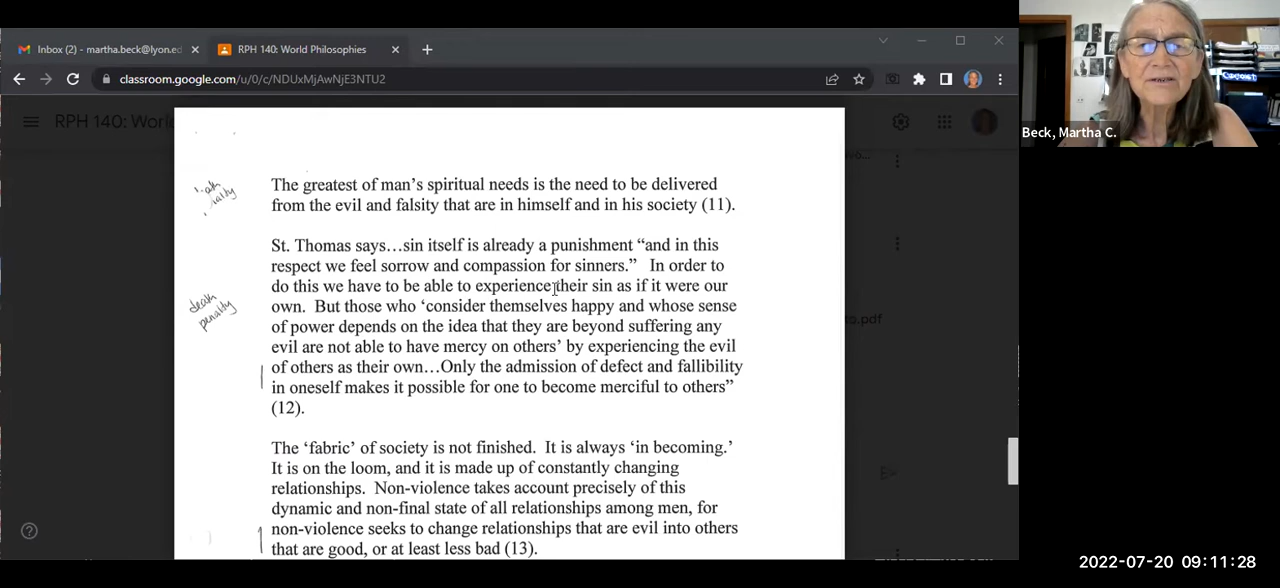 Inbox (2) - martha.beck@lyon.ed
RPH 140: World Philosophies
classroom.google.com/u/0/c/NDUxMjAwNjE3NTU2
RPH 140: Worl
Beck, Martha C.
The greatest of man's spiritual needs is the need to be delivered
from the evil and falsity that are in himself and in his society (11).
St. Thomas says…sin itself is already a punishment “and in this
respect we feel sorrow and compassion for sinners.” In order to
do this we have to be able to experience their sin as if it were our
death
penalty
own. But those who ‘consider themselves happy and whose sense
of power depends on the idea that they are beyond suffering any
.pdf
evil are not able to have mercy on others’ by experiencing the evil
of others as their own…Only the admission of defect and fallibility
in oneself makes it possible for one to become merciful to others”
(12).
The ‘fabric’ of society is not finished. It is always ‘in becoming.’
It is on the loom, and it is made up of constantly changing
relationships. Non-violence takes account precisely of this
dynamic and non-final state of all relationships among men, for
non-violence seeks to change relationships that are evil into others
that are good, or at least less bad (13).
2022-07-20 09:11:28